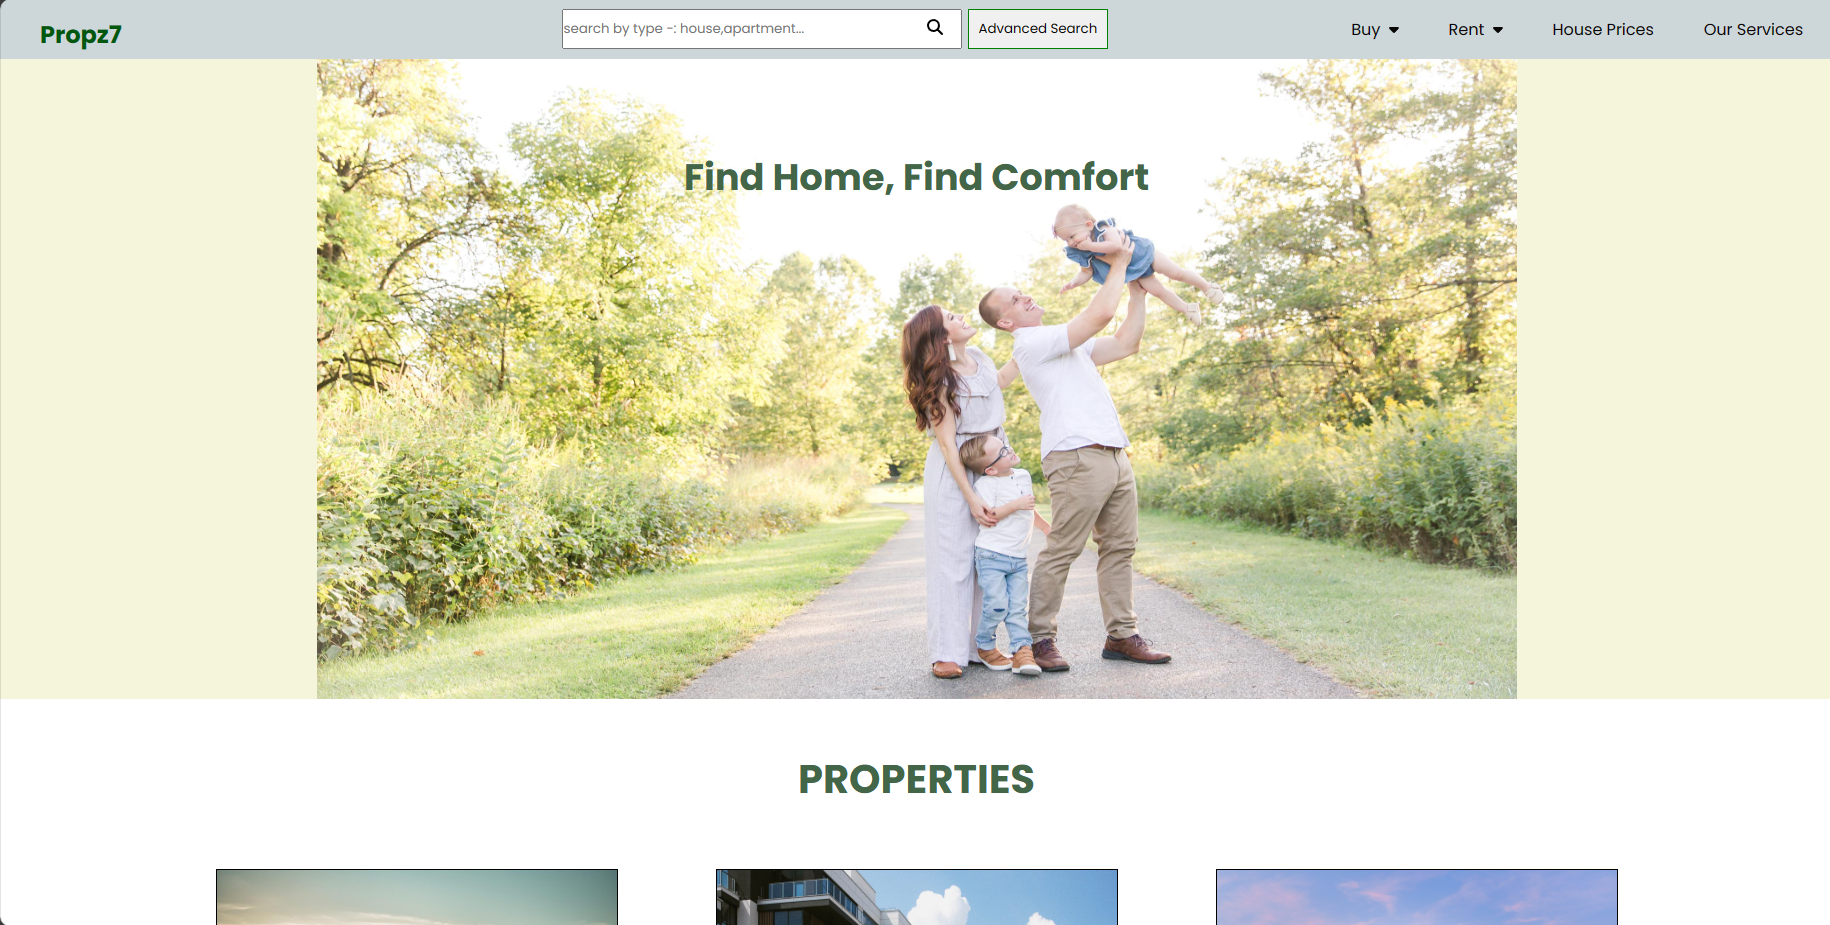 Propz7
search by type -: house,apartment...
Advanced Search
Buy
Rent
House Prices
Our Services
Find Home, Find Comfort
PROPERTIES